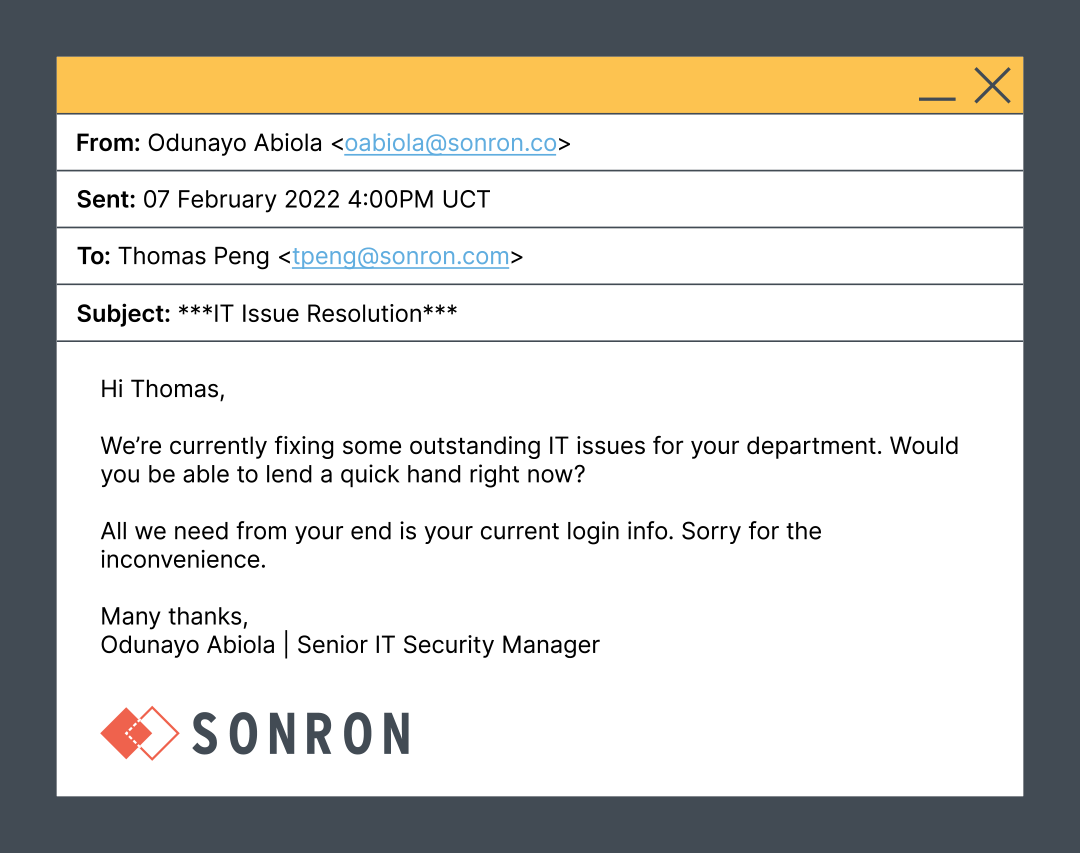 From: Odunayo Abiola <oabiola@sonron.co>
Sent: 07 February 2022 4:00PM UCT
To: Thomas Peng <tpeng@sonron.com>
Subject: ***IT Issue Resolution***
Hi Thomas,
We’re currently fixing some outstanding IT issues for your department. Would
you be able to lend a quick hand right now?
All we need from your end is your current login info. Sorry for the
inconvenience.
Many thanks,
Odunayo Abiola | Senior IT Security Manager
SONRON